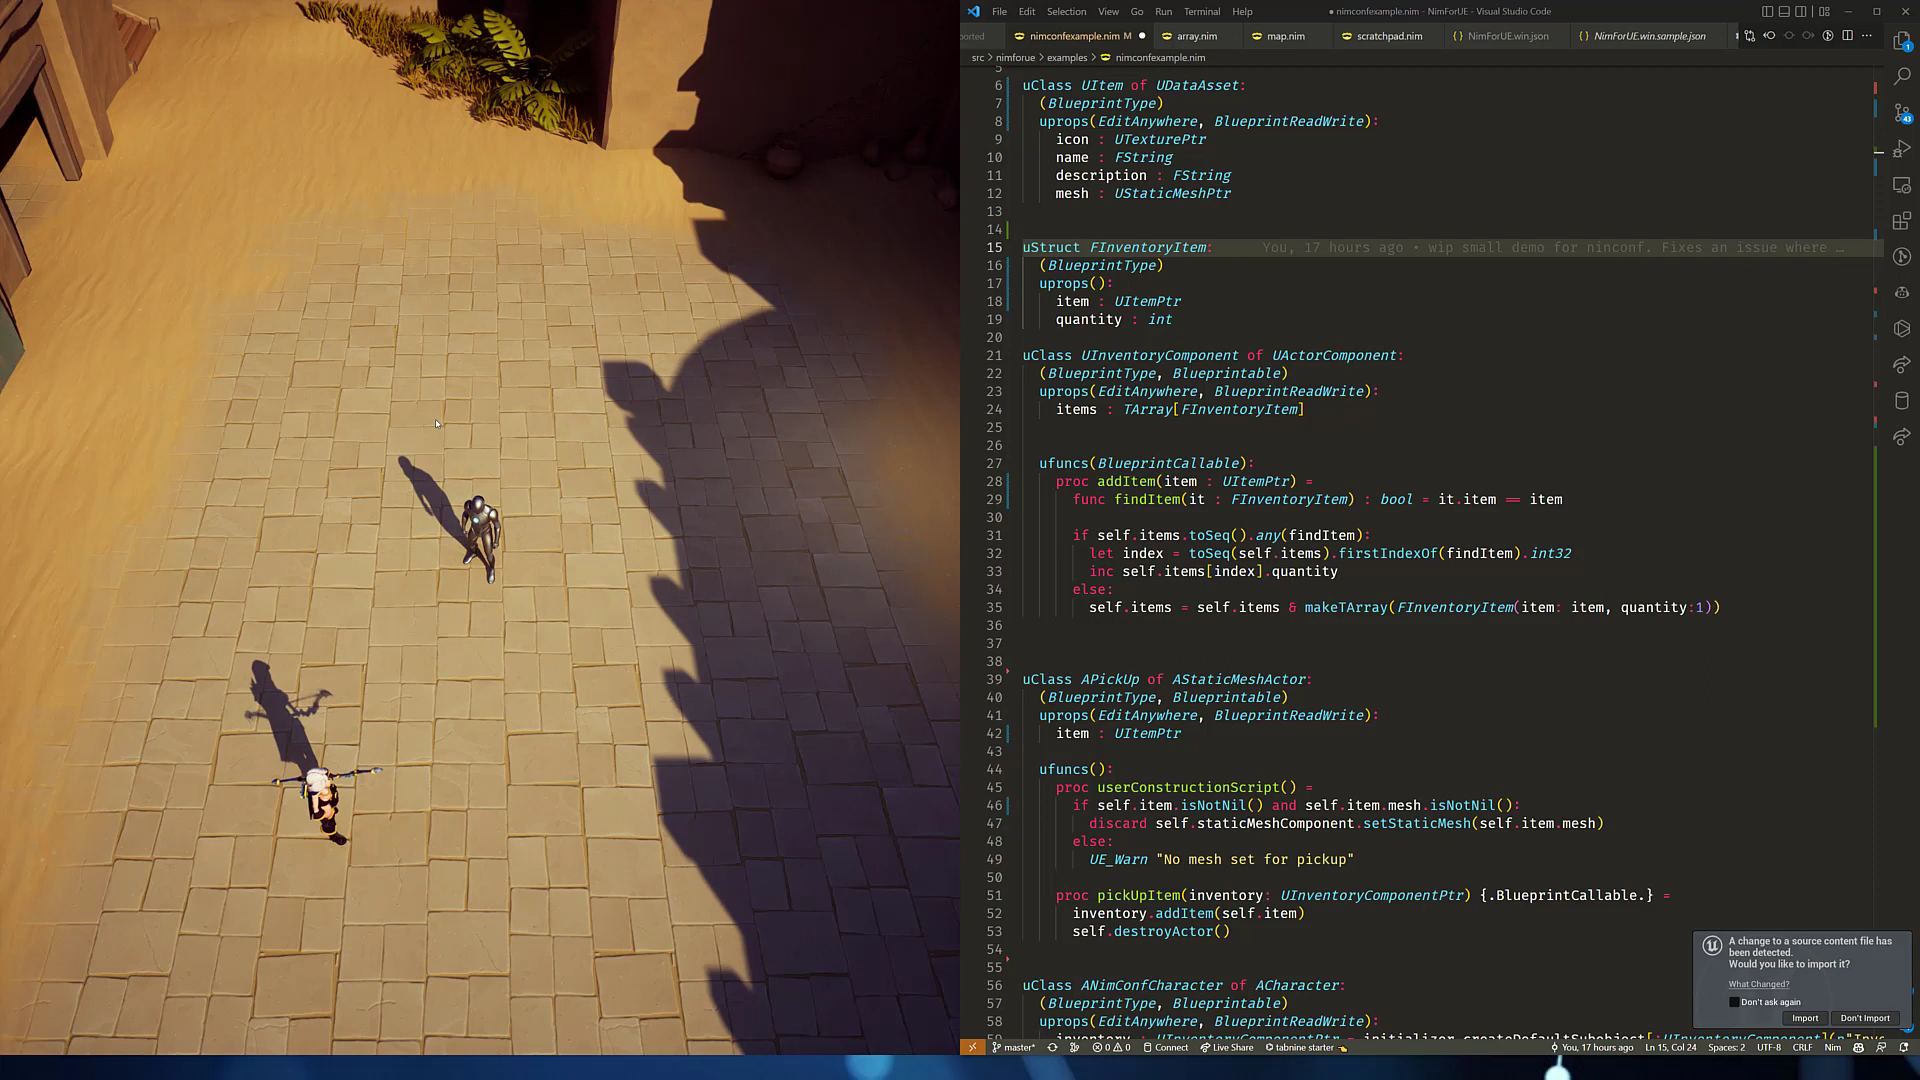 File Edit Selection View Go Run Terminal Help
● nimconfexample.nim - NimForUE - Visual Studio Code
nimconfexample.nim M
array.nim
map.nim
scratchpad.nim
NimForUE.win.json
NimForUE.win.sample.json
src > nimforue > examples > nimconfexample.nim
5
6 uClass UItem of UDataAsset:
7 (BlueprintType)
8 uprops(EditAnywhere, BlueprintReadWrite):
9 icon : UTexturePtr
10 name : FString
11 description : FString
12 mesh : UStaticMeshPtr
13
14
15 uStruct FInventoryItem: You, 17 hours ago • wip small demo for ninconf. Fixes an issue where …
16 (BlueprintType)
17 uprops():
18 item : UItemPtr
19 quantity : int
20
21 uClass UInventoryComponent of UActorComponent:
22 (BlueprintType, Blueprintable)
23 uprops(EditAnywhere, BlueprintReadWrite):
24 items : TArray[FInventoryItem]
25
26
27 ufuncs(BlueprintCallable):
28 proc addItem(item : UItemPtr) =
29 func findItem(it : FInventoryItem) : bool = it.item == item
30
31 if self.items.toSeq().any(findItem):
32 let index = toSeq(self.items).firstIndexOf(findItem).int32
33 inc self.items[index].quantity
34 else:
35 self.items = self.items & makeTArray(FInventoryItem(item: item, quantity:1))
36
37
38
39 uClass APickUp of AStaticMeshActor:
40 (BlueprintType, Blueprintable)
41 uprops(EditAnywhere, BlueprintReadWrite):
42 item : UItemPtr
43
44 ufuncs():
45 proc userConstructionScript() =
46 if self.item.isNotNil() and self.item.mesh.isNotNil():
47 discard self.staticMeshComponent.setStaticMesh(self.item.mesh)
48 else:
49 UE_Warn "No mesh set for pickup"
50
51 proc pickUpItem(inventory: UInventoryComponentPtr) {.BlueprintCallable.} =
52 inventory.addItem(self.item)
53 self.destroyActor()
54
55
56 uClass ANimConfCharacter of ACharacter:
57 (BlueprintType, Blueprintable)
58 uprops(EditAnywhere, BlueprintReadWrite):
A change to a source content file has
been detected.
Would you like to import it?
What Changed?
Don't ask again
Import Don't Import
1
43
master* 0 0 Connect Live Share tabnine starter You, 17 hours ago Ln 15, Col 24 Spaces: 2 UTF-8 CRLF Nim